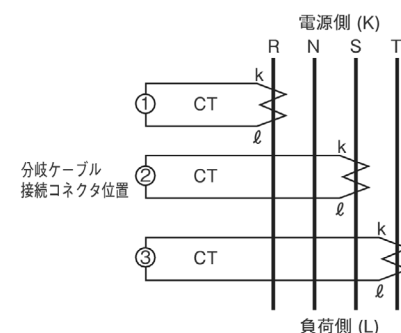 電源側 (K)
R N S T
k
① CT
ℓ
k
分岐ケーブル
接続コネクタ位置
② CT
ℓ
k
③ CT
ℓ
負荷側 (L)